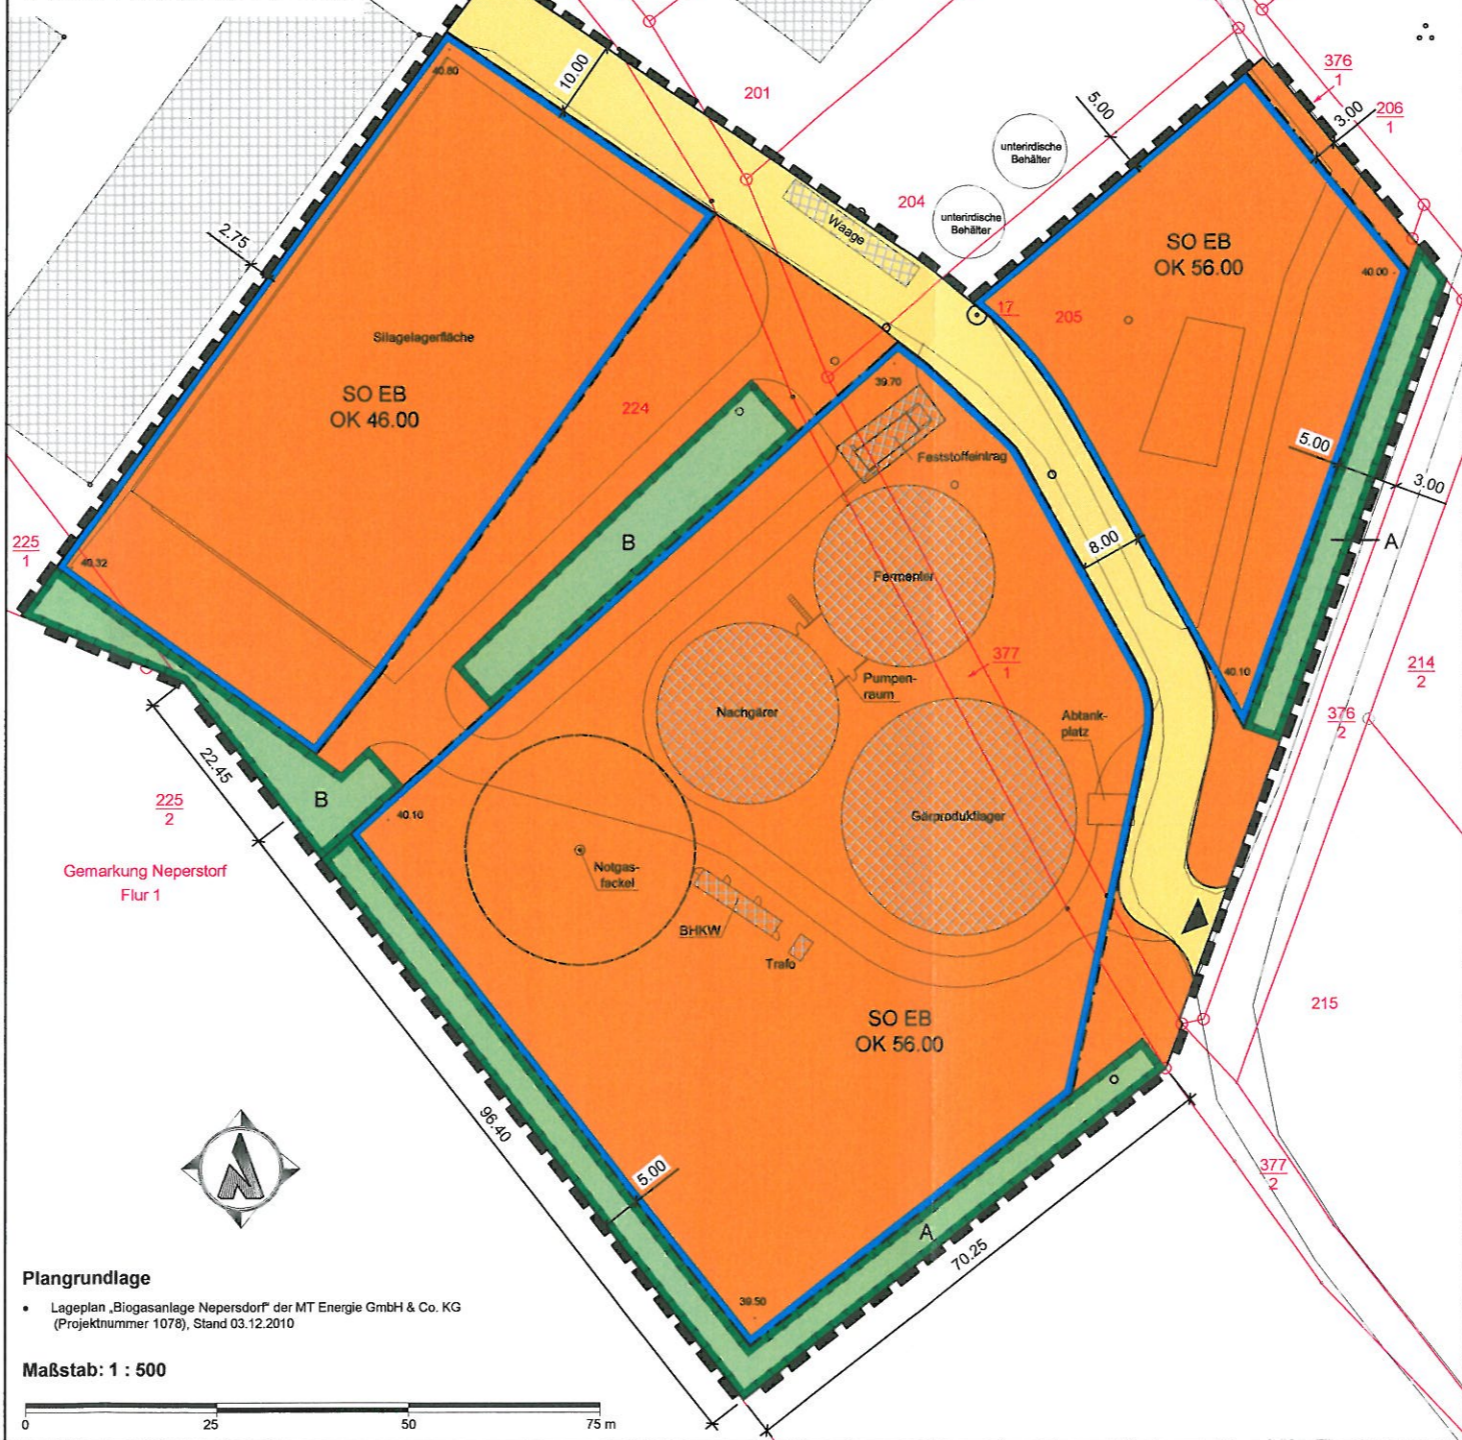 10.00
201
376
1
206
1
3.00
5.00
unterirdische
Behälter
unterirdische
Behälter
204
Waage
40.80
2.75
SO EB
OK 56.00
40.00
17
205
Silagelagerfläche
SO EB
OK 46.00
224
39.70
Feststoffeintrag
5.00
3.00
A
8.00
225
1
40.32
B
Fermenter
377
1
Pumpen-
raum
Nachgärer
Abtank-
platz
40.10
214
2
376
2
22.45
B
225
2
40.10
Gärproduktlager
Gemarkung Neperstorf
Flur 1
Notgas-
fackel
BHKW
Trafo
SO EB
OK 56.00
215
96.40
5.00
377
2
A
70.25
39.50
Plangrundlage
• Lageplan „Biogasanlage Nepersdorf" der MT Energie GmbH & Co. KG
(Projektnummer 1078), Stand 03.12.2010
Maßstab: 1 : 500
0 25 50 75 m